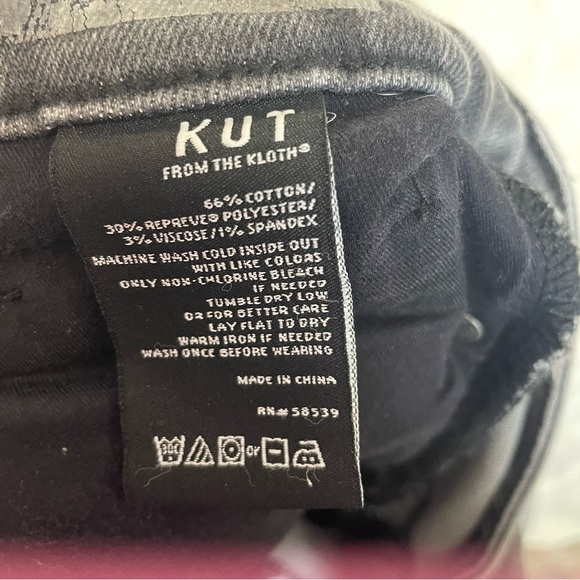 KUT
FROM THE KLOTH®
66% COTTON/
30% REPREVE® POLYESTER/
3% VISCOSE/1% SPANDEX
MACHINE WASH COLD INSIDE OUT
WITH LIKE COLORS
ONLY NON-CHLORINE BLEACH
IF NEEDED
TUMBLE DRY LOW
OR FOR BETTER CARE
LAY FLAT TO DRY
WARM IRON IF NEEDED
WASH ONCE BEFORE WEARING
MADE IN CHINA
RN# 58539
30C or